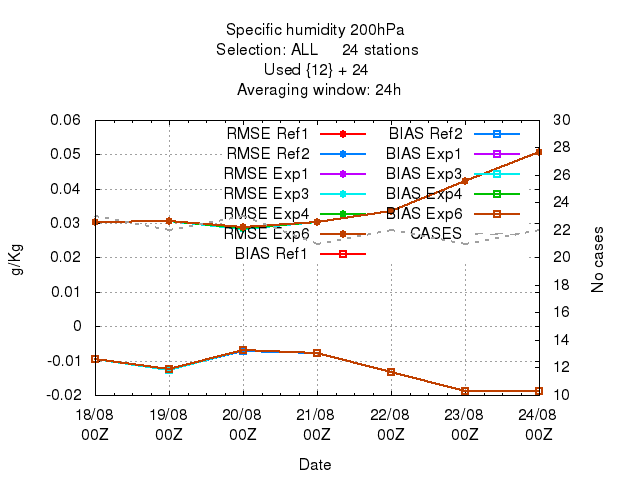 Specific humidity 200hPa
Selection: ALL 24 stations
Used {12} + 24
Averaging window: 24h
0.06
0.05
0.04
0.03
0.02
0.01
0
-0.01
-0.02
g/Kg
RMSE Ref1
RMSE Ref2
RMSE Exp1
RMSE Exp3
RMSE Exp4
RMSE Exp6
BIAS Ref1
BIAS Ref2
BIAS Exp1
BIAS Exp3
BIAS Exp4
BIAS Exp6
CASES
30
28
26
24
22
20
18
16
14
12
10
No cases
18/08 19/08 20/08 21/08 22/08 23/08 24/08
00Z 00Z 00Z 00Z 00Z 00Z 00Z
Date